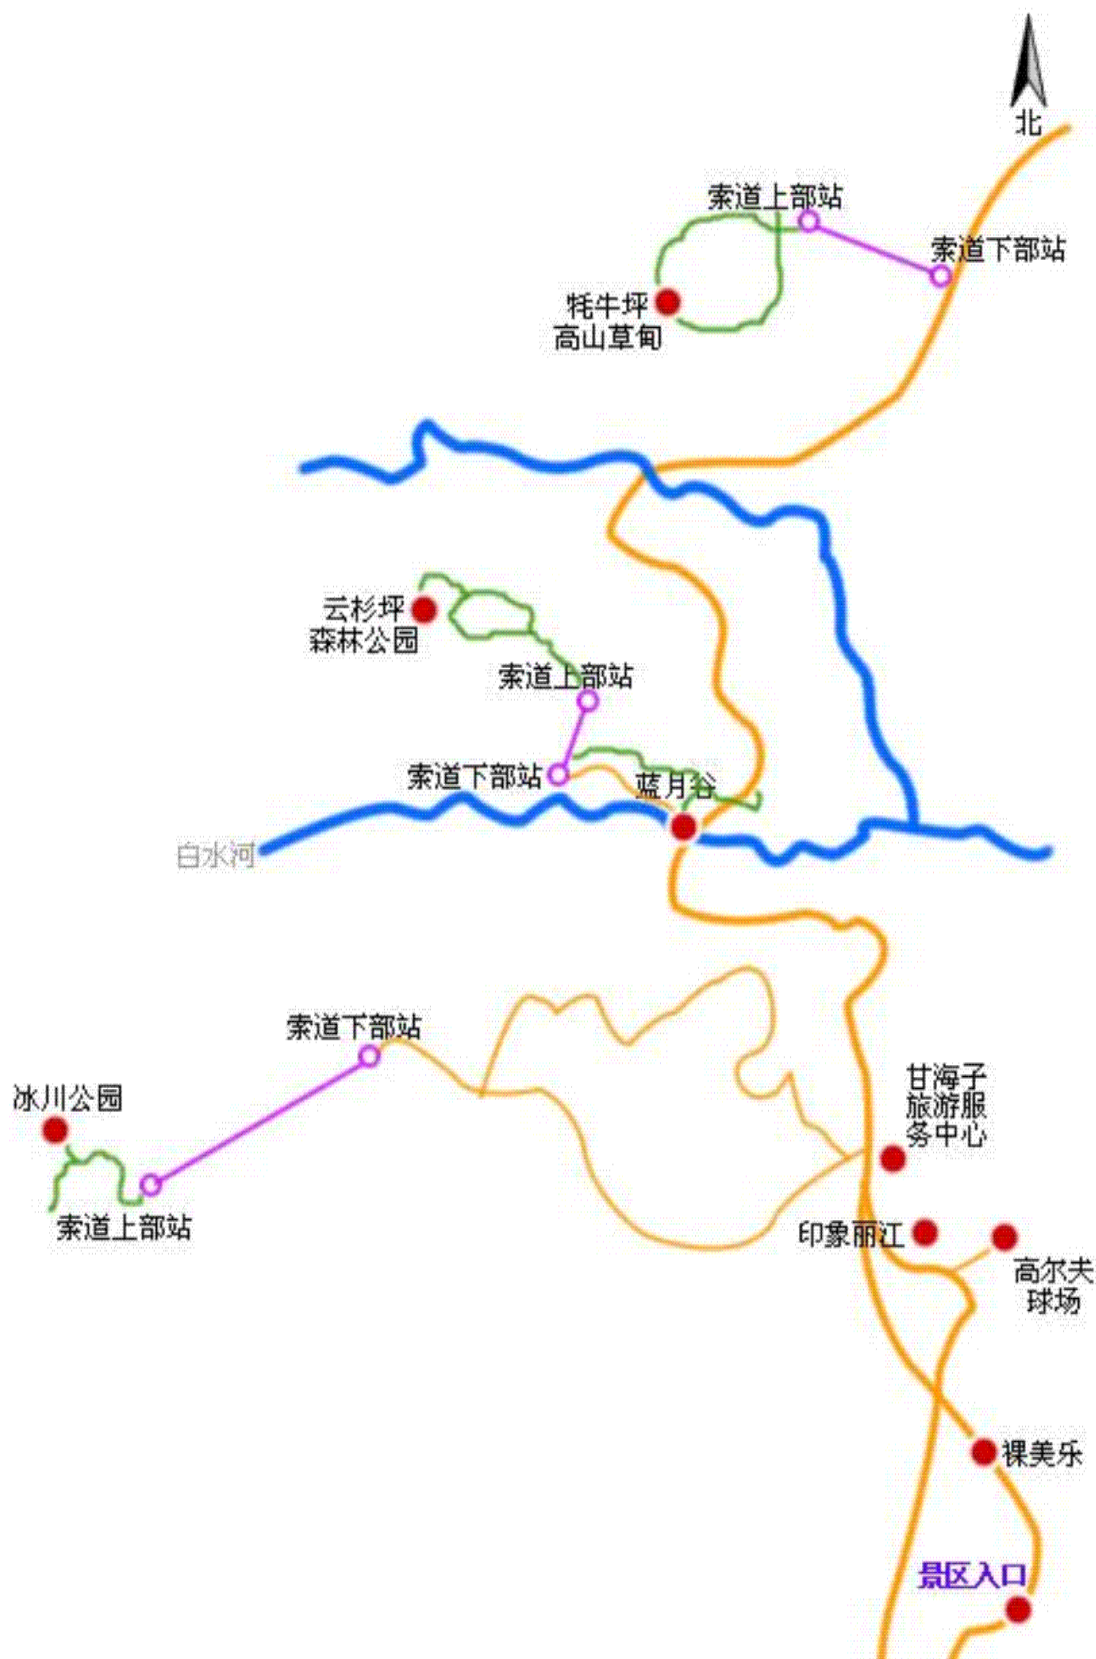 北
索道上部站
索道下部站
牦牛坪
高山草甸
云杉坪
森林公园
索道上部站
索道下部站
蓝月谷
白水河
索道下部站
冰川公园
索道上部站
甘海子
旅游服
务中心
印象丽江
高尔夫
球场
裸美乐
景区入口